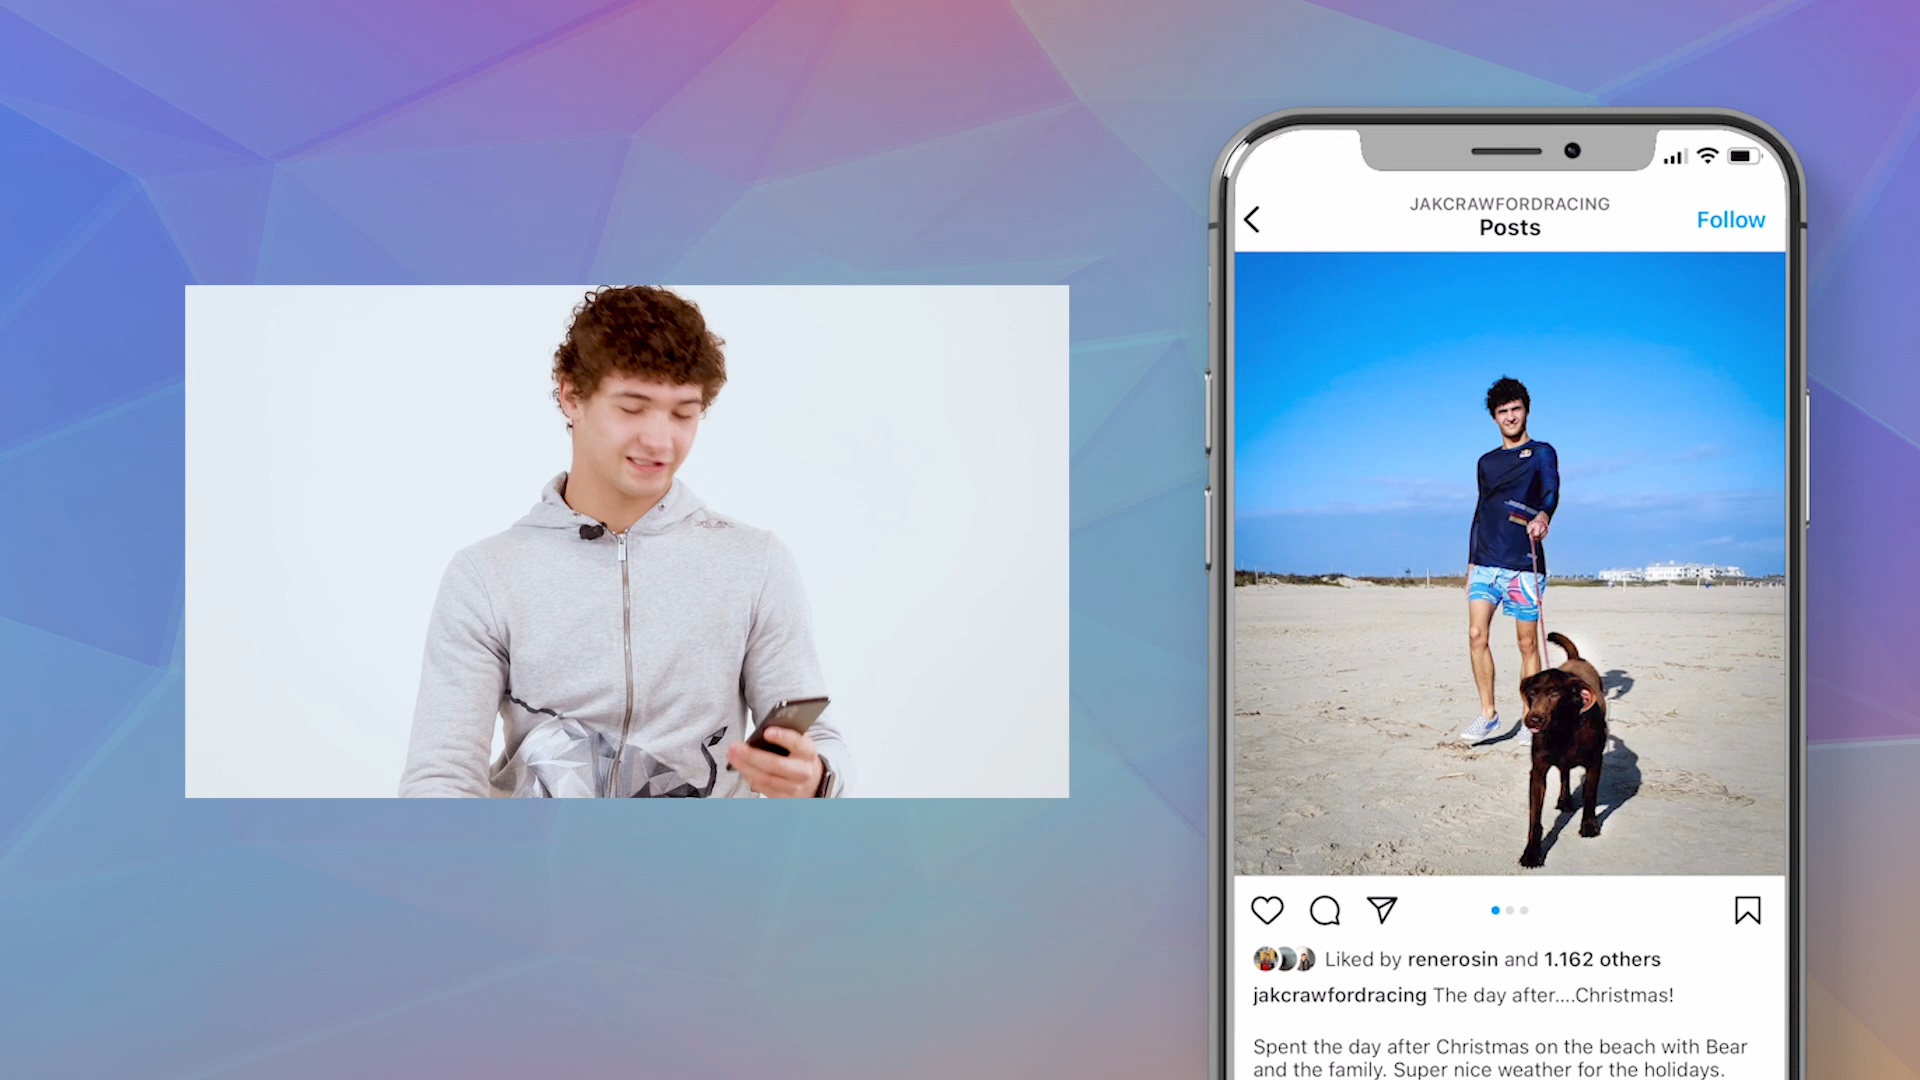 JAKCRAWFORDRACING
Posts
Follow
Liked by renerosin and 1.162 others
jakcrawfordracing The day after....Christmas!
Spent the day after Christmas on the beach with Bear
and the family. Super nice weather for the holidays.